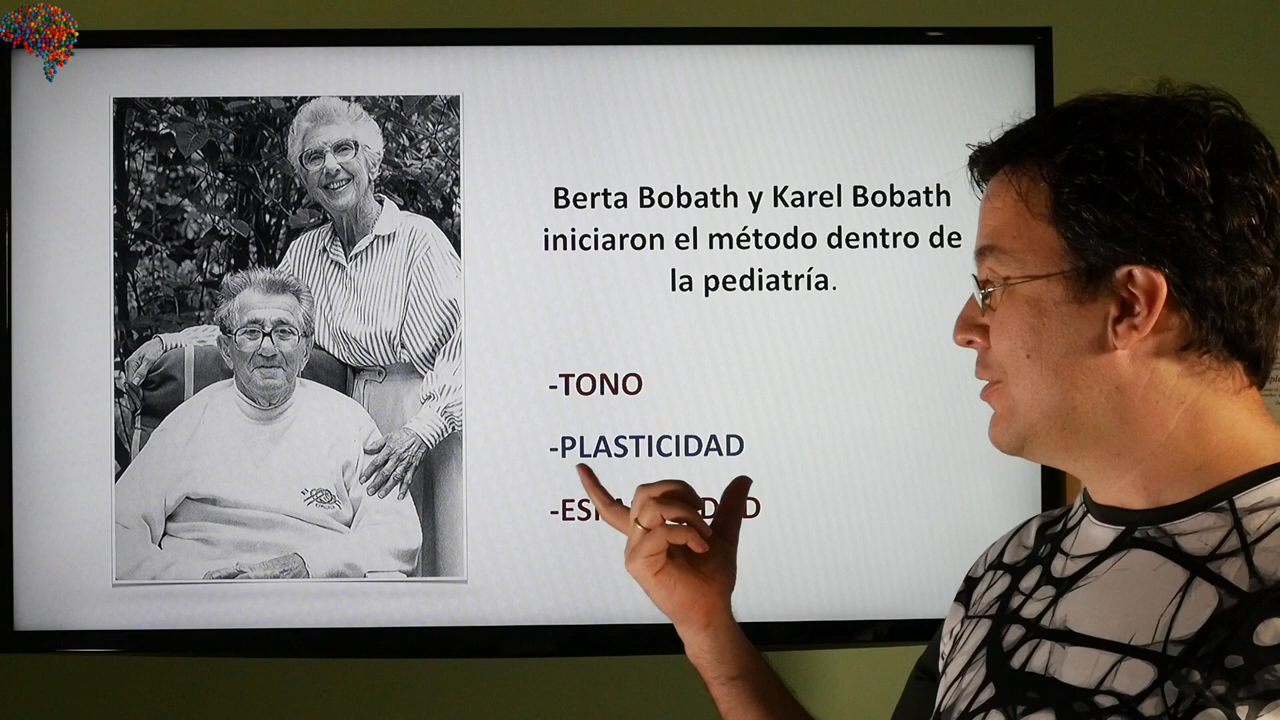 Berta Bobath y Karel Bobath
iniciaron el método dentro de
la pediatría.
-TONO
-PLASTICIDAD